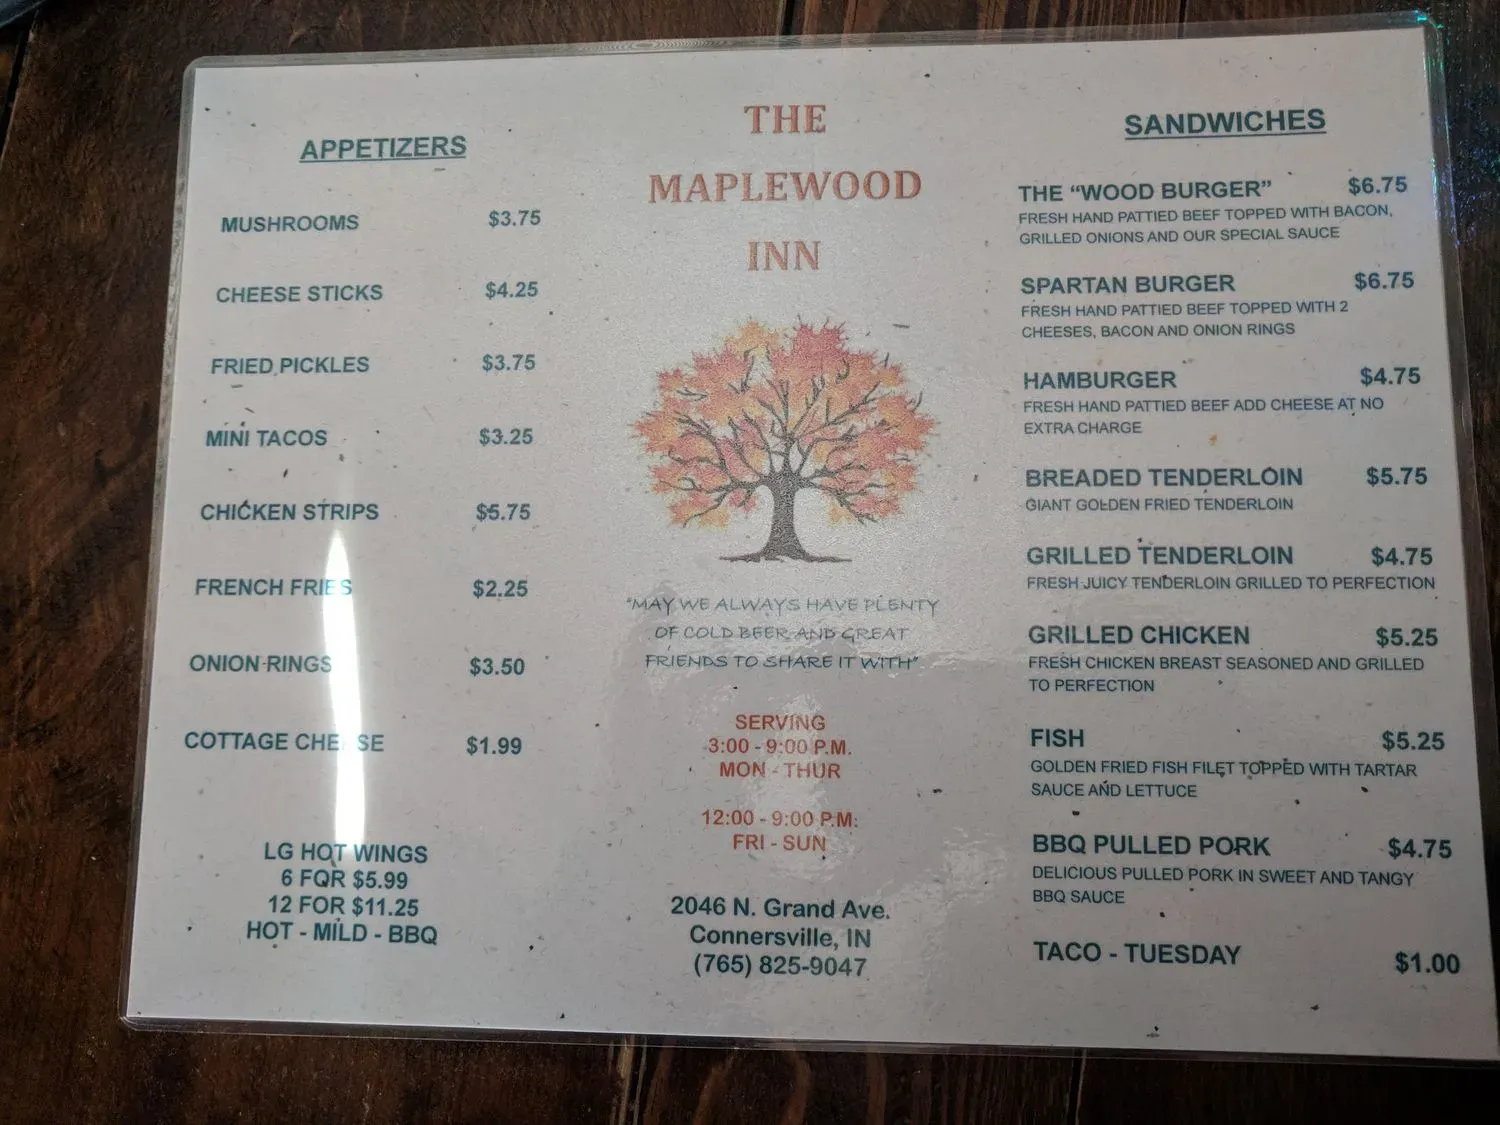 APPETIZERS
MUSHROOMS $3.75
CHEESE STICKS $4.25
FRIED PICKLES $3.75
MINI TACOS $3.25
CHICKEN STRIPS $5.75
FRENCH FRIES $2.25
ONION RINGS $3.50
COTTAGE CHEESE $1.99
LG HOT WINGS
6 FOR $5.99
12 FOR $11.25
HOT - MILD - BBQ
THE
MAPLEWOOD
INN
"MAY WE ALWAYS HAVE PLENTY
OF COLD BEER AND GREAT
FRIENDS TO SHARE IT WITH"
SERVING
3:00 - 9:00 P.M.
MON - THUR
12:00 - 9:00 P.M.
FRI - SUN
2046 N. Grand Ave.
Connersville, IN
(765) 825-9047
SANDWICHES
THE "WOOD BURGER" $6.75
FRESH HAND PATTIED BEEF TOPPED WITH BACON,
GRILLED ONIONS AND OUR SPECIAL SAUCE
SPARTAN BURGER $6.75
FRESH HAND PATTIED BEEF TOPPED WITH 2
CHEESES, BACON AND ONION RINGS
HAMBURGER $4.75
FRESH HAND PATTIED BEEF ADD CHEESE AT NO
EXTRA CHARGE
BREADED TENDERLOIN $5.75
GIANT GOLDEN FRIED TENDERLOIN
GRILLED TENDERLOIN $4.75
FRESH JUICY TENDERLOIN GRILLED TO PERFECTION
GRILLED CHICKEN $5.25
FRESH CHICKEN BREAST SEASONED AND GRILLED
TO PERFECTION
FISH $5.25
GOLDEN FRIED FISH FILET TOPPED WITH TARTAR
SAUCE AND LETTUCE
BBQ PULLED PORK $4.75
DELICIOUS PULLED PORK IN SWEET AND TANGY
BBQ SAUCE
TACO - TUESDAY $1.00